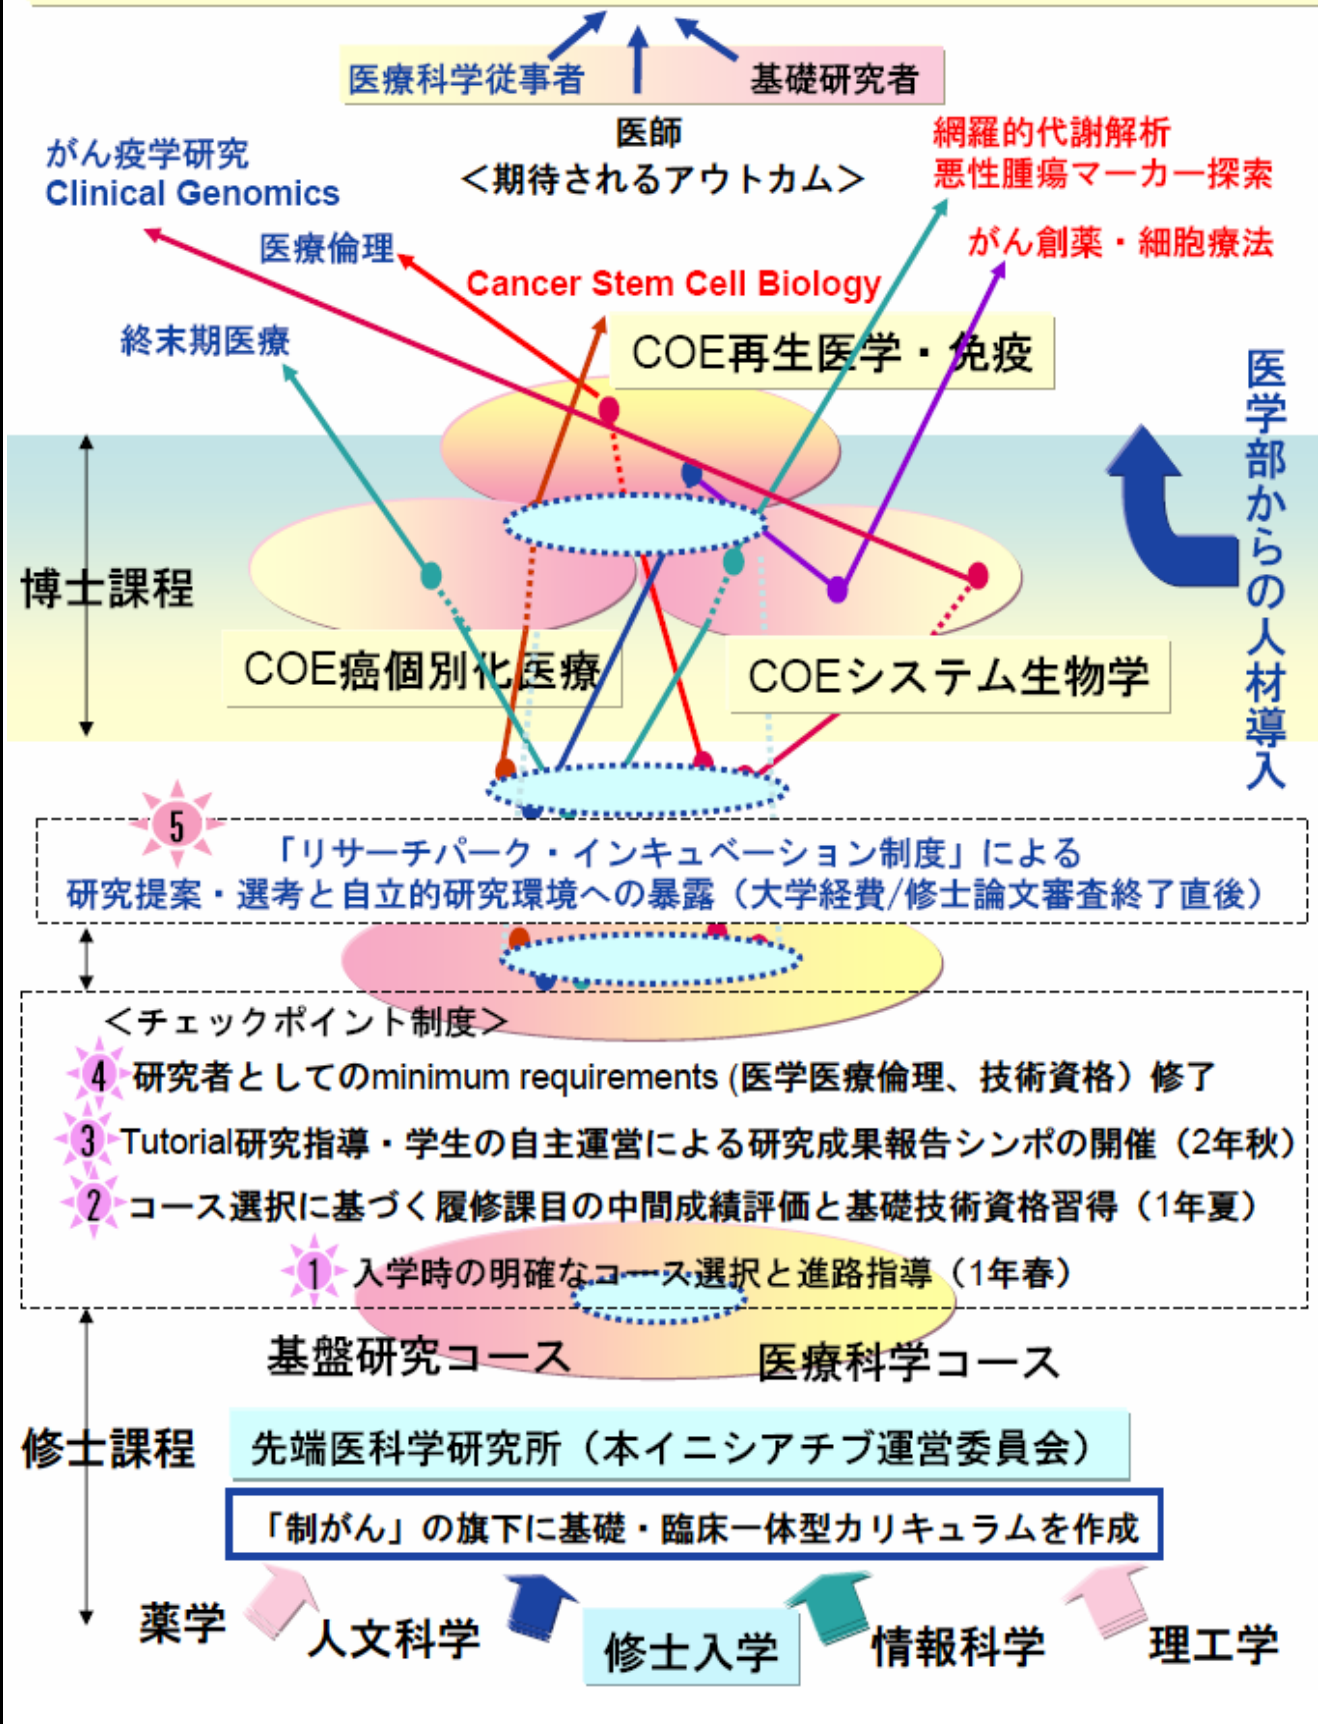 医療科学従事者
基礎研究者
医師
＜期待されるアウトカム＞
がん疫学研究
Clinical Genomics
網羅的代謝解析
悪性腫瘍マーカー探索
医療倫理
がん創薬・細胞療法
Cancer Stem Cell Biology
終末期医療
COE再生医学・免疫
医学部からの人材導入
博士課程
COE癌個別化医療
COEシステム生物学
5
「リサーチパーク・インキュベーション制度」による
研究提案・選考と自立的研究環境への暴露（大学経費/修士論文審査終了直後）
＜チェックポイント制度＞
4 研究者としてのminimum requirements (医学医療倫理、技術資格）修了
3 Tutorial研究指導・学生の自主運営による研究成果報告シンポの開催（2年秋）
2 コース選択に基づく履修課目の中間成績評価と基礎技術資格習得（1年夏）
1 入学時の明確なコース選択と進路指導（1年春）
基盤研究コース
医療科学コース
修士課程
先端医科学研究所（本イニシアチブ運営委員会）
「制がん」の旗下に基礎・臨床一体型カリキュラムを作成
薬学
人文科学
修士入学
情報科学
理工学